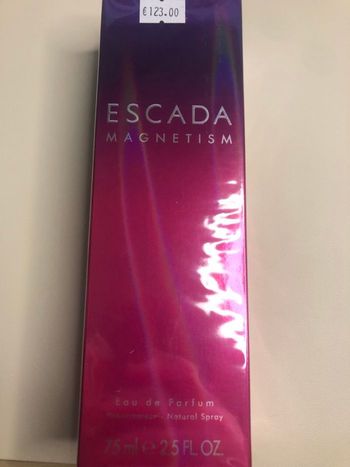 €123.00
ESCADA
MAGNETISM
Eau de Parfum
Natural Spray
75 ml e 2.5 FL. OZ.